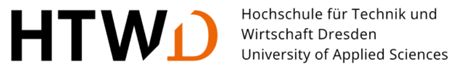 HTWD
Hochschule für Technik und
Wirtschaft Dresden
University of Applied Sciences